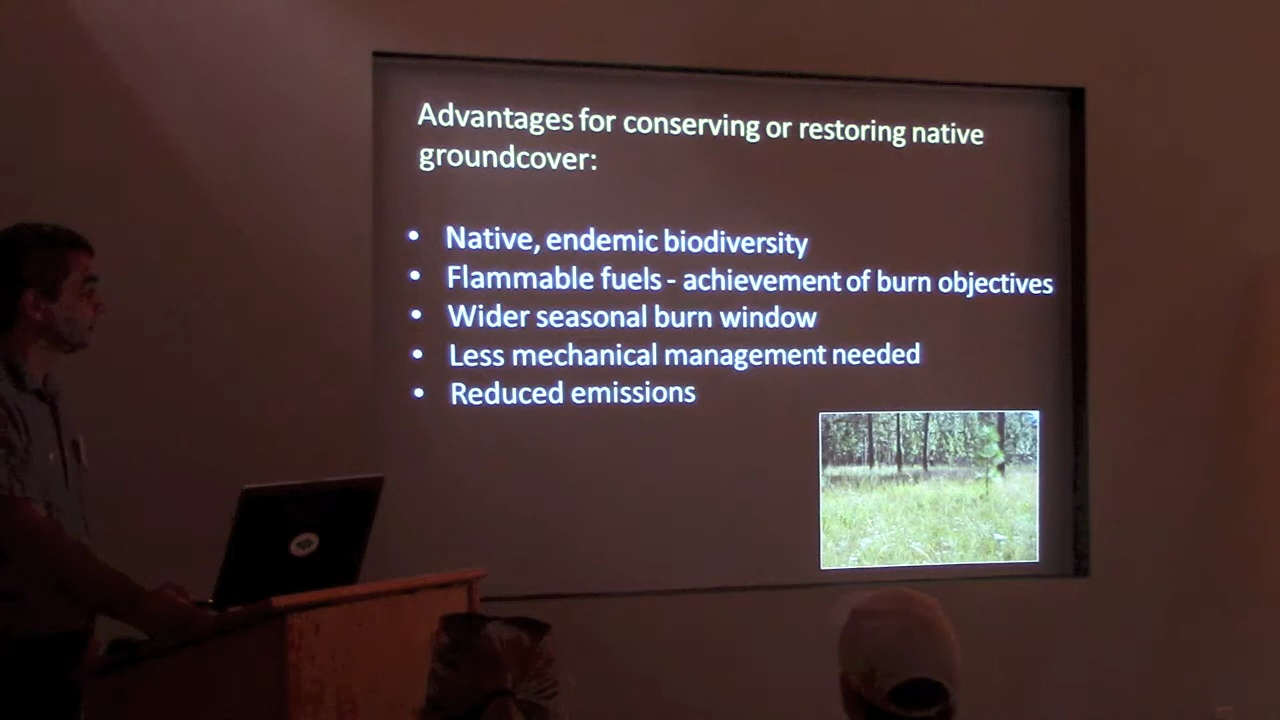 Advantages for conserving or restoring native
groundcover:
• Native, endemic biodiversity
• Flammable fuels - achievement of burn objectives
• Wider seasonal burn window
• Less mechanical management needed
• Reduced emissions